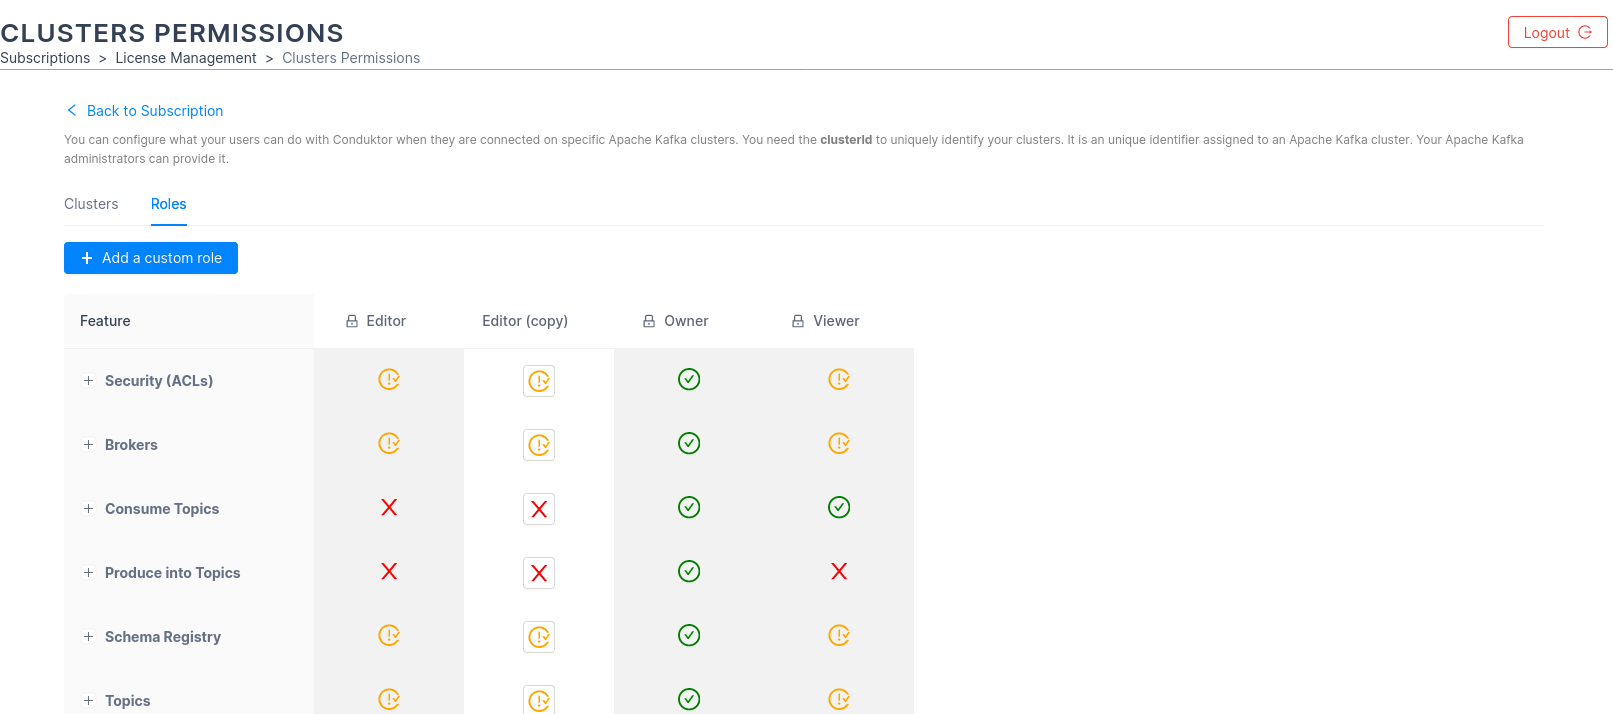 CLUSTERS PERMISSIONS
Logout
Subscriptions > License Management > Clusters Permissions
Back to Subscription
You can configure what your users can do with Conduktor when they are connected on specific Apache Kafka clusters. You need the clusterId to uniquely identify your clusters. It is an unique identifier assigned to an Apache Kafka cluster. Your Apache Kafka
administrators can provide it.
Clusters Roles
+ Add a custom role
Feature Editor Editor (copy) Owner Viewer
Security (ACLs)
Brokers
Consume Topics
Produce into Topics
Schema Registry
Topics